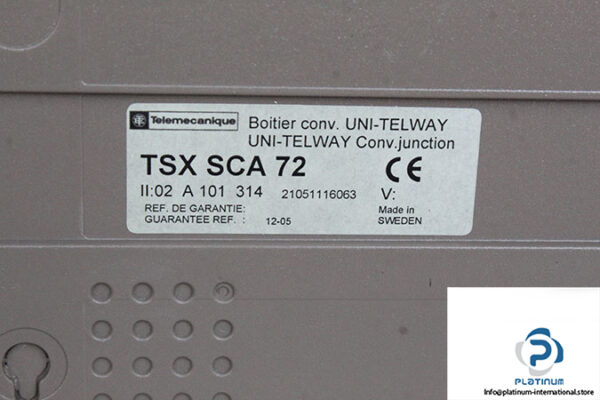 Telemecanique
Boitier conv. UNI-TELWAY
UNI-TELWAY Conv.junction
TSX SCA 72
CE
II:02 A 101 314 21051116063 V:
REF. DE GARANTIE:
GUARANTEE REF. : 12-05
Made in
SWEDEN
PLATINUM
Info@platinum-international.store